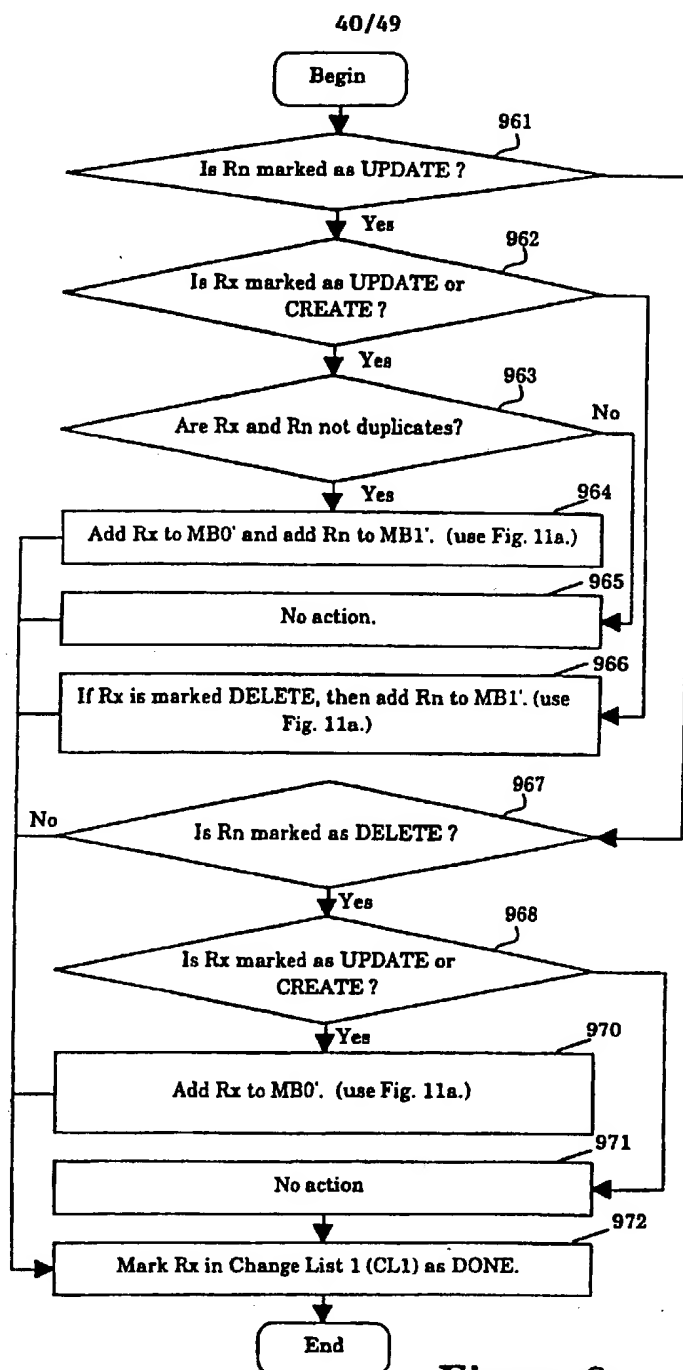 40/49
Begin
961
Is Rn marked as UPDATE ?
Yes
962
Is Rx marked as UPDATE or
CREATE ?
Yes
963
Are Rx and Rn not duplicates?
No
Yes
964
Add Rx to MB0' and add Rn to MB1'. (use Fig. 11a.)
965
No action.
966
If Rx is marked DELETE, then add Rn to MB1'. (use
Fig. 11a.)
967
No
Is Rn marked as DELETE ?
Yes
968
Is Rx marked as UPDATE or
CREATE ?
Yes
970
Add Rx to MB0'. (use Fig. 11a.)
971
No action
972
Mark Rx in Change List 1 (CL1) as DONE.
End